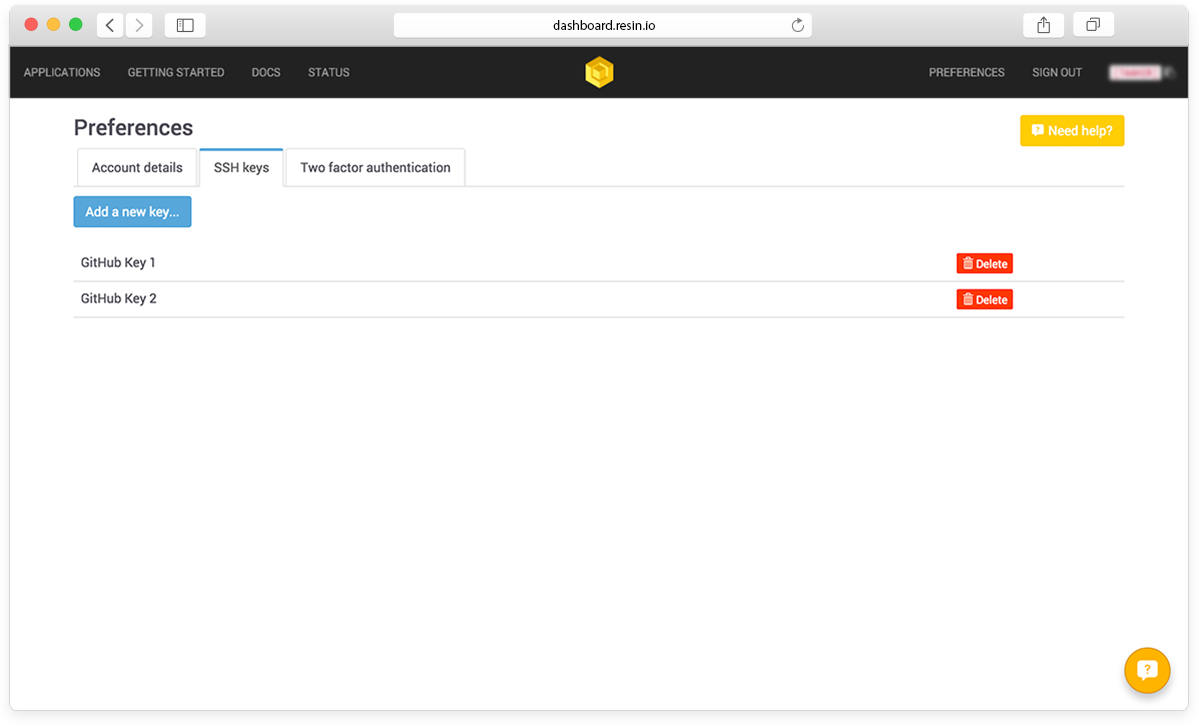 dashboard.resin.io
APPLICATIONS GETTING STARTED DOCS STATUS PREFERENCES SIGN OUT
Preferences
Need help?
Account details SSH keys Two factor authentication
Add a new key...
GitHub Key 1 Delete
GitHub Key 2 Delete